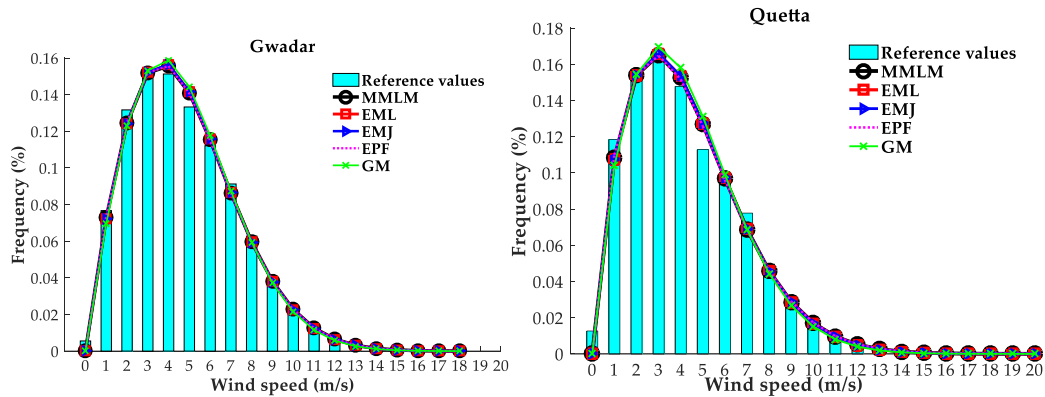 Gwadar
0.16
0.14
0.12
0.1
0.08
0.06
0.04
0.02
0
Frequency (%)
Reference values
MMLM
EML
EMJ
EPF
GM
0 1 2 3 4 5 6 7 8 9 10 11 12 13 14 15 16 17 18 19 20
Wind speed (m/s)
Quetta
0.18
0.16
0.14
0.12
0.1
0.08
0.06
0.04
0.02
0
Frequency (%)
Reference values
MMLM
EML
EMJ
EPF
GM
0 1 2 3 4 5 6 7 8 9 10 11 12 13 14 15 16 17 18 19 20
Wind speed (m/s)